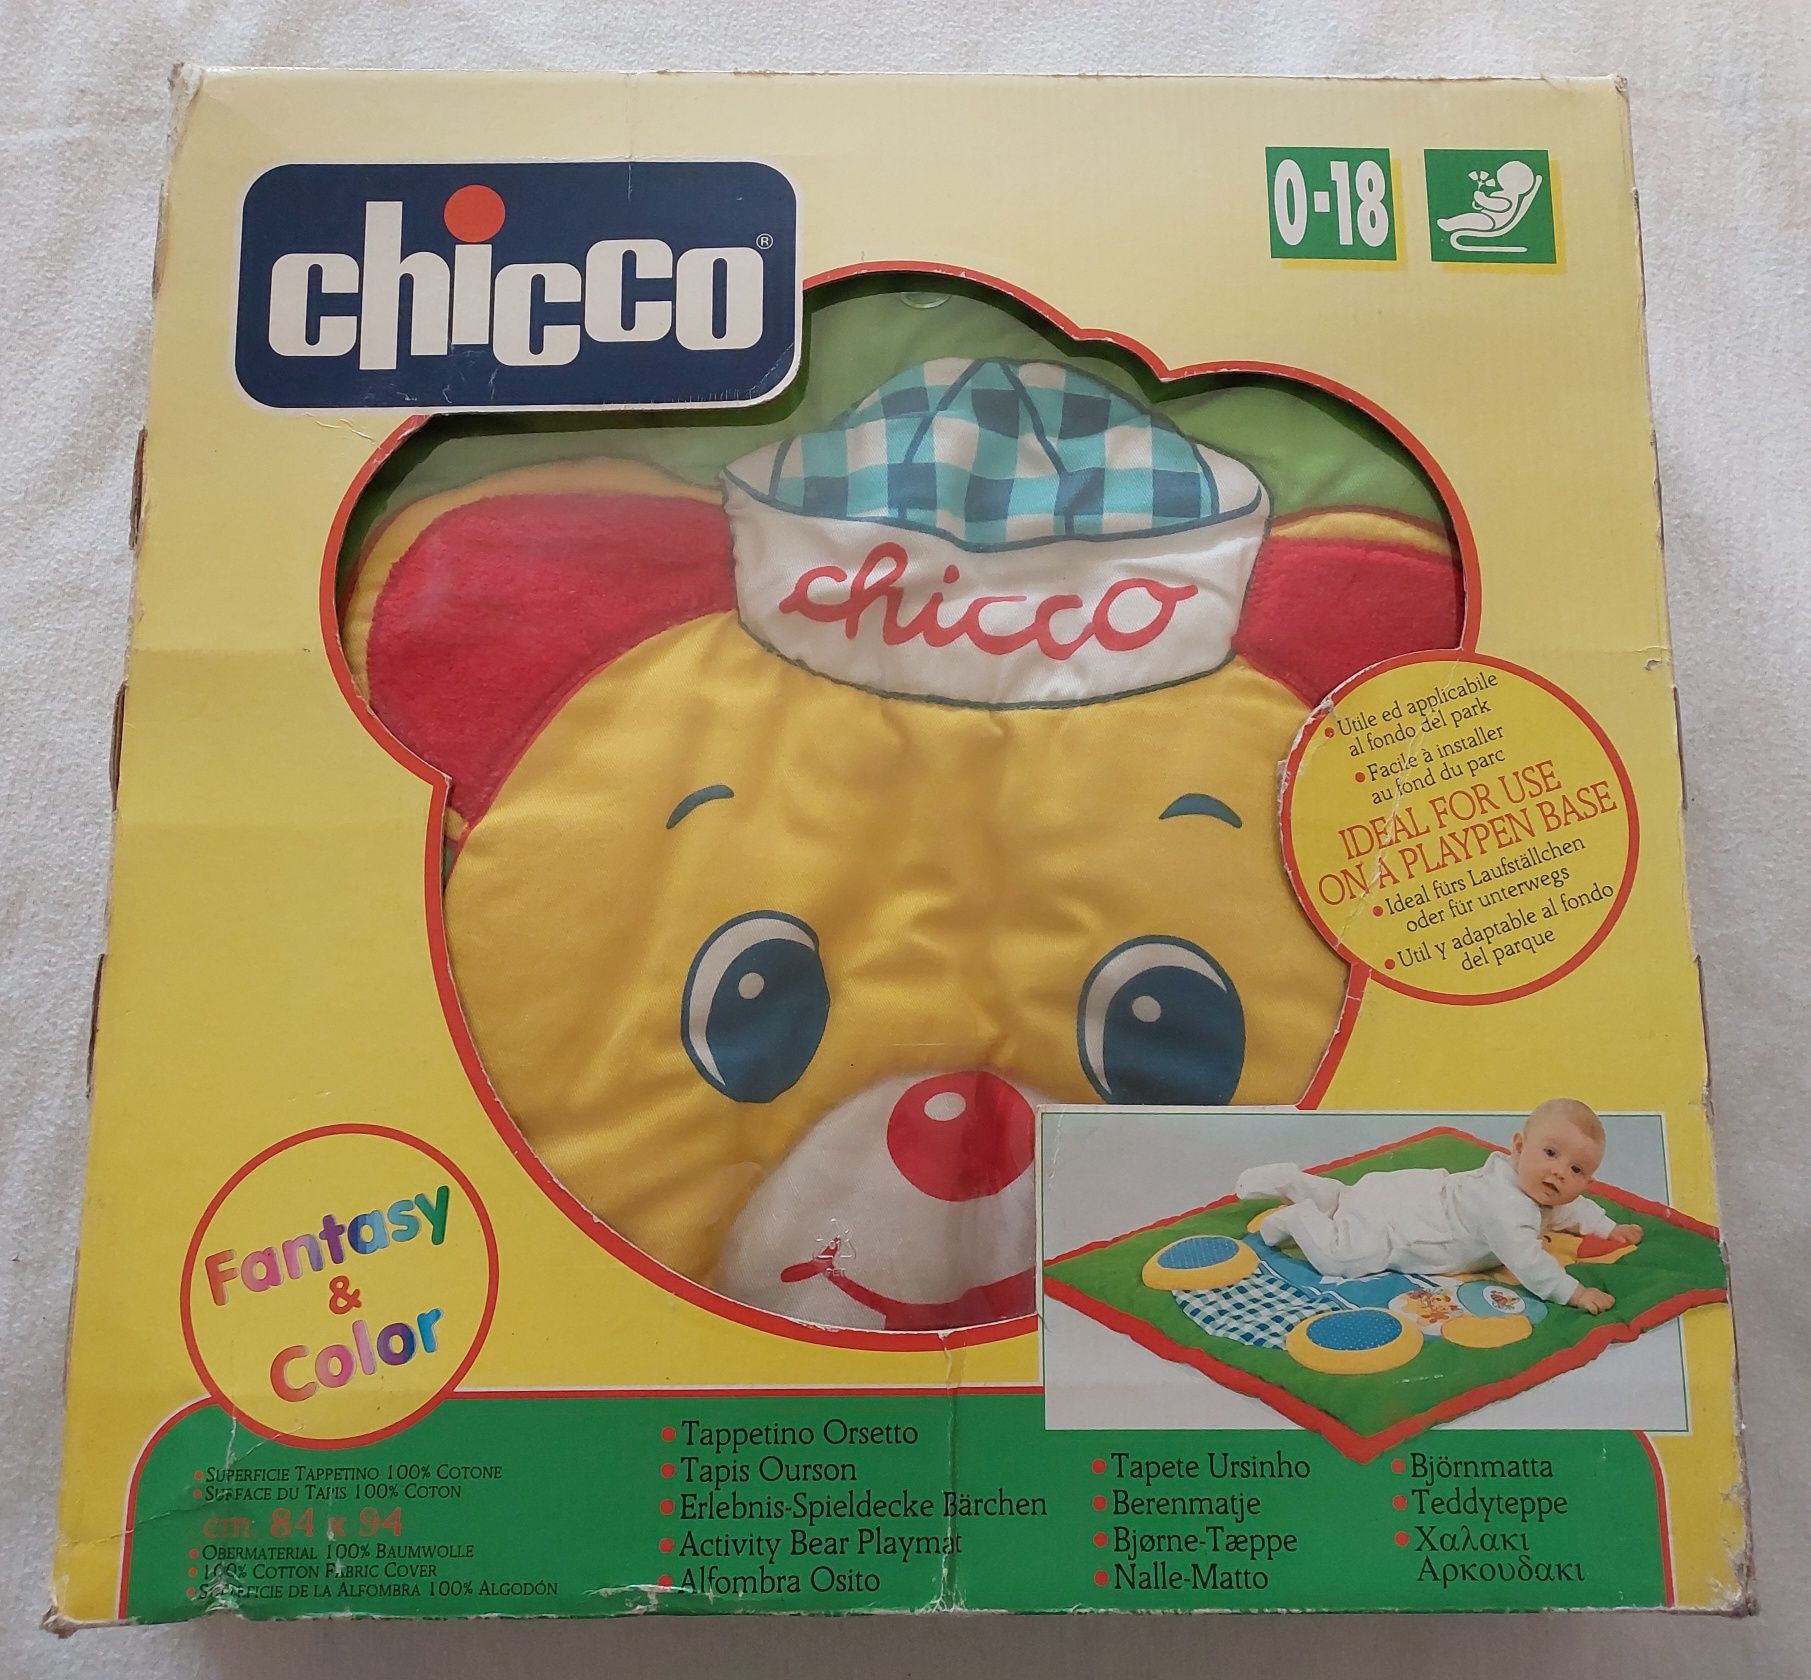 chicco®
0-18
chicco
• Utile ed applicabile
al fondo del park
• Facile à installer
au fond du parc
IDEAL FOR USE
ON A PLAYPEN BASE
• Ideal fürs Laufställchen
oder für unterwegs
• Util y adaptable al fondo
del parque
PET
Fantasy
&
Color
• SUPERFICIE TAPPETINO 100% COTONE
• SURFACE DU TAPIS 100% COTON
cm 84 x 94
• OBERMATERIAL 100% BAUMWOLLE
• 100% COTTON FABRIC COVER
• SUPERFICIE DE LA ALFOMBRA 100% ALGODÓN
• Tappetino Orsetto
• Tapis Ourson
• Erlebnis-Spieldecke Bärchen
• Activity Bear Playmat
• Alfombra Osito
• Tapete Ursinho
• Berenmatje
• Bjørne-Tæppe
• Nalle-Matto
• Björnmatta
• Teddyteppe
• Χαλακι
Αρκουδακι